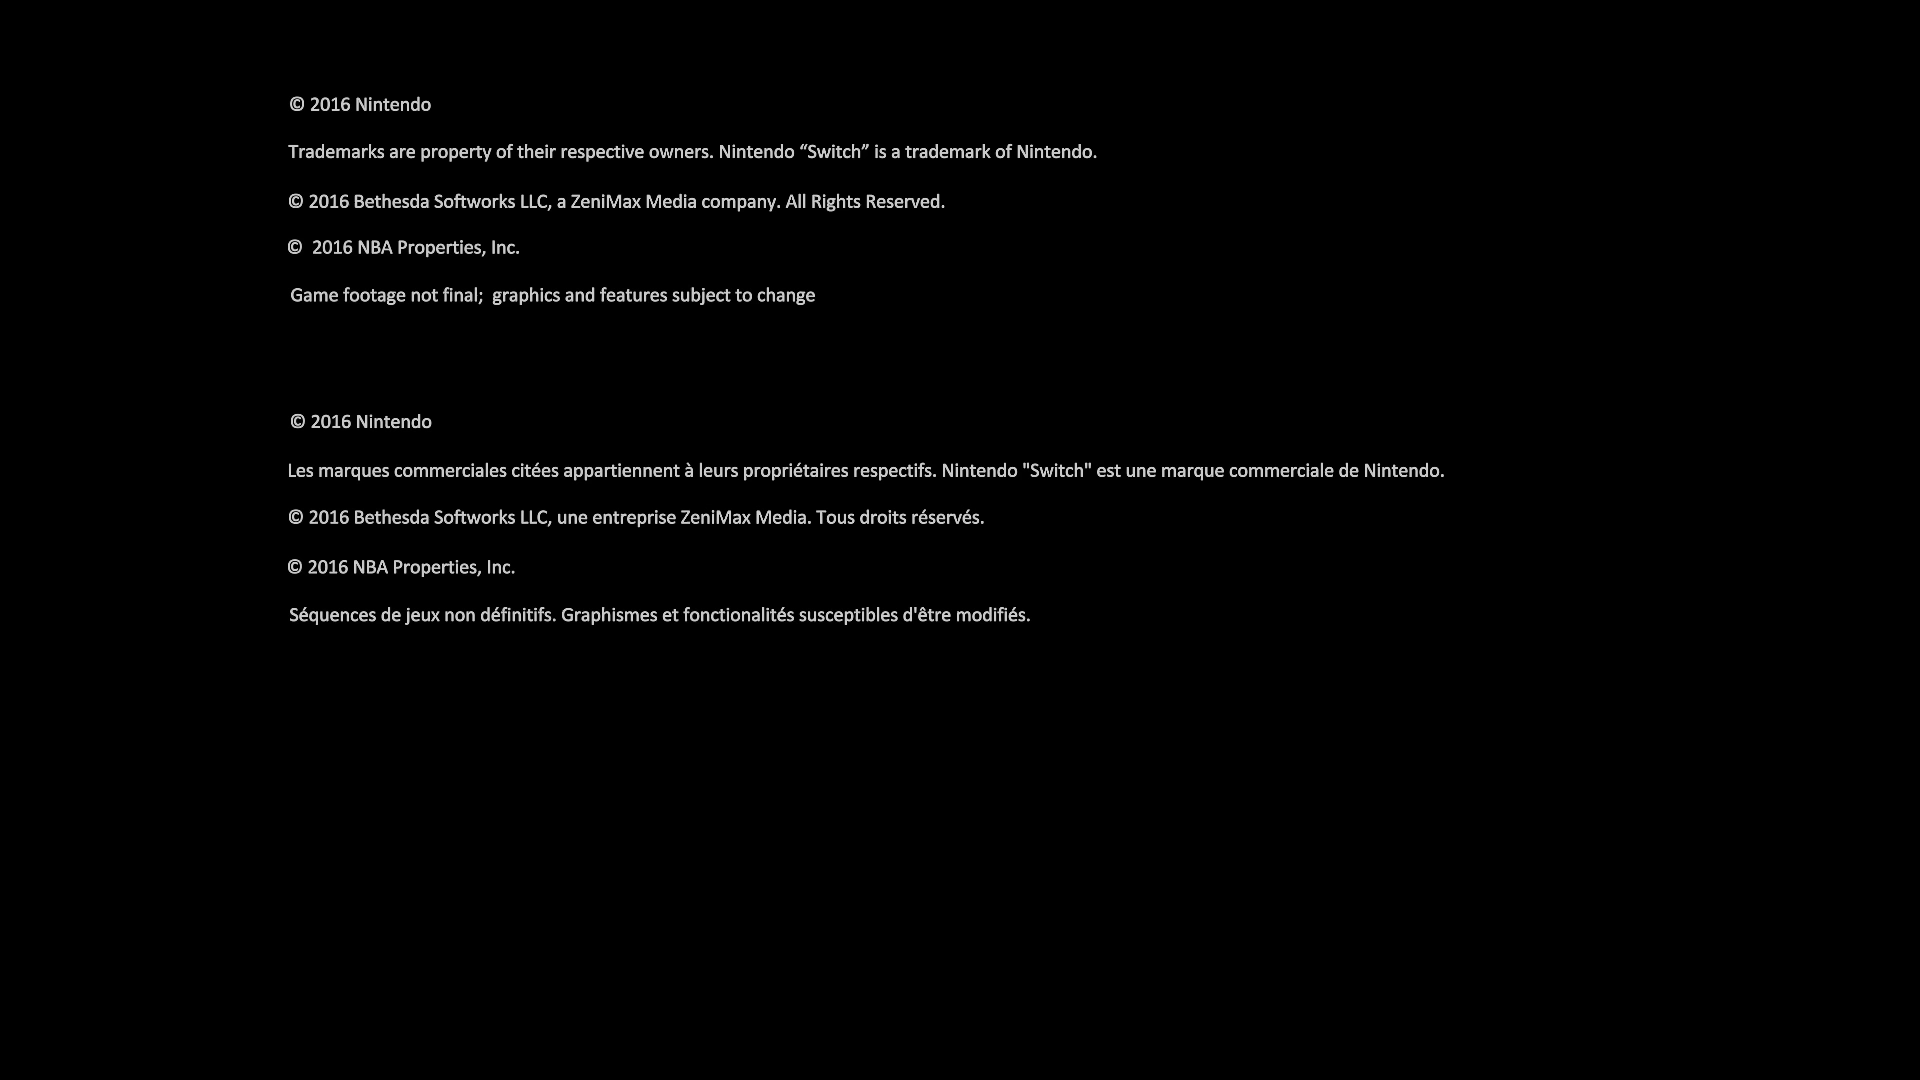 © 2016 Nintendo
Trademarks are property of their respective owners. Nintendo “Switch” is a trademark of Nintendo.
© 2016 Bethesda Softworks LLC, a ZeniMax Media company. All Rights Reserved.
©  2016 NBA Properties, Inc.
Game footage not final;  graphics and features subject to change
© 2016 Nintendo
Les marques commerciales citées appartiennent à leurs propriétaires respectifs. Nintendo "Switch" est une marque commerciale de Nintendo.
© 2016 Bethesda Softworks LLC, une entreprise ZeniMax Media. Tous droits réservés.
© 2016 NBA Properties, Inc.
Séquences de jeux non définitifs. Graphismes et fonctionalités susceptibles d'être modifiés.